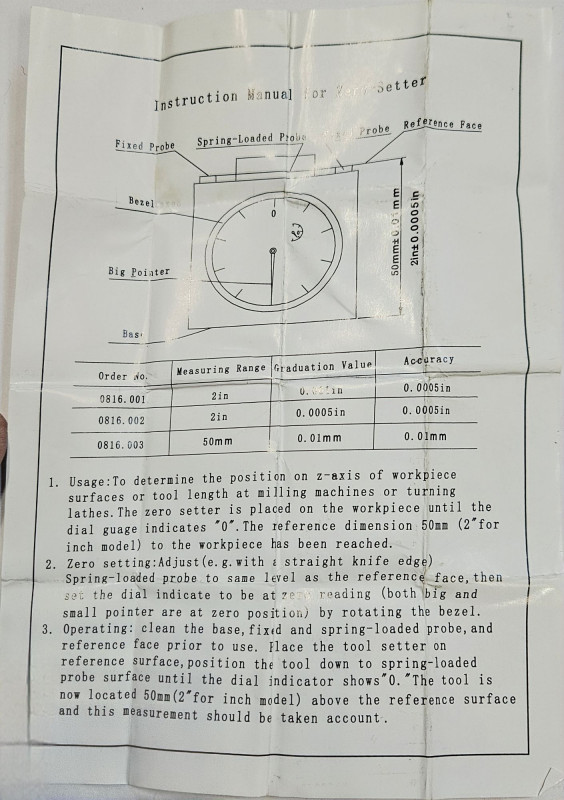 Instruction Manual for Zero Setter
Fixed Probe
Spring-Loaded Probe
Probe
Reference Face
Bezel
0
Big Pointer
Bas
50mm±0.01mm
2in±0.0005in
Order No. Measuring Range Graduation Value Accuracy
0816.001 2in 0.0005in
0816.002 2in 0.0005in 0.0005in
0816.003 50mm 0.01mm 0.01mm
1. Usage:To determine the position on z-axis of workpiece
surfaces or tool length at milling machines or turning
lathes.The zero setter is placed on the workpiece until the
dial guage indicates "0".The reference dimension 50mm (2"for
inch model) to the workpiece has been reached.
2. Zero setting:Adjust(e.g.with a straight knife edge)
Spring-loaded probe to same level as the reference face,then
set the dial indicate to be at zero reading (both big and
small pointer are at zero position) by rotating the bezel.
3. Operating: clean the base,fixed and spring-loaded probe,and
reference face prior to use. Place the tool setter on
reference surface,position the tool down to spring-loaded
probe surface until the dial indicator shows"0."The tool is
now located 50mm(2"for inch model) above the reference surface
and this measurement should be taken account.